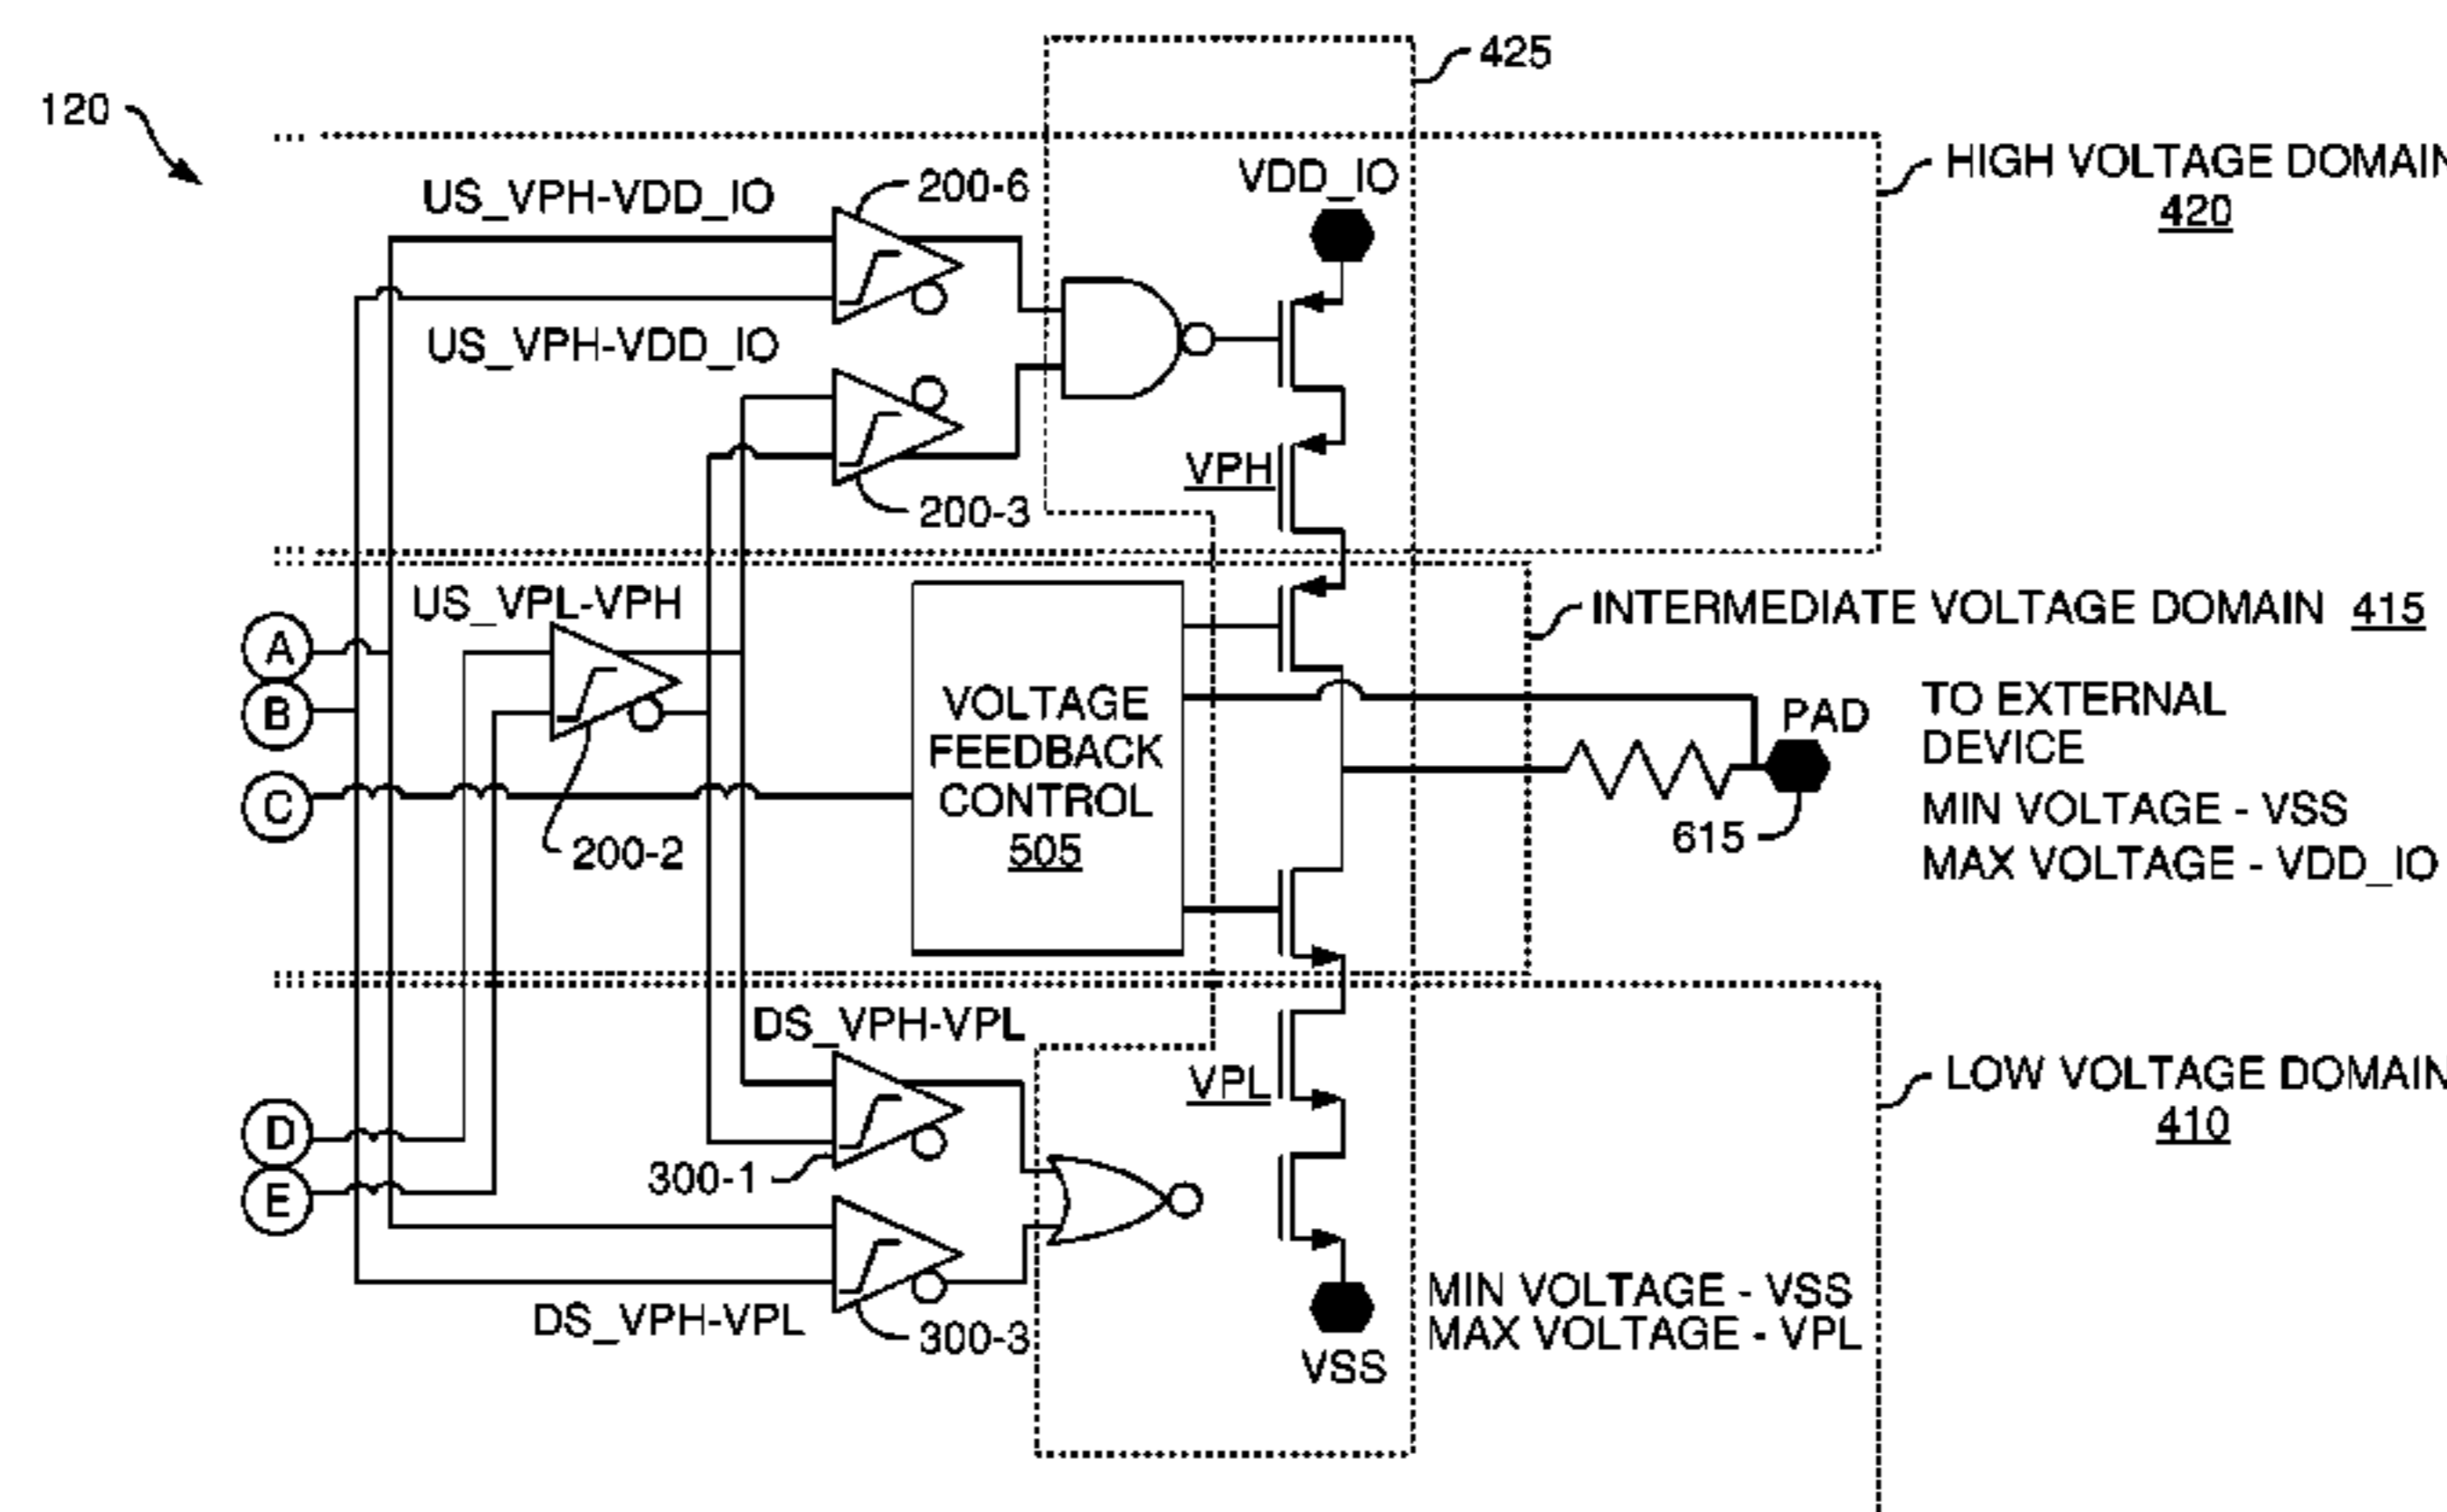 425
120
VDD_IO
HIGH VOLTAGE DOMAIN
420
US_VPH-VDD_IO
200-6
US_VPH-VDD_IO
VPH
200-3
US_VPL-VPH
INTERMEDIATE VOLTAGE DOMAIN 415
A
B
C
VOLTAGE
FEEDBACK
CONTROL
505
PAD
TO EXTERNAL
DEVICE
615
MIN VOLTAGE - VSS
MAX VOLTAGE - VDD_IO
200-2
DS_VPH-VPL
VPL
LOW VOLTAGE DOMAIN
410
D
E
300-1
DS_VPH-VPL
300-3
MIN VOLTAGE - VSS
MAX VOLTAGE - VPL
VSS